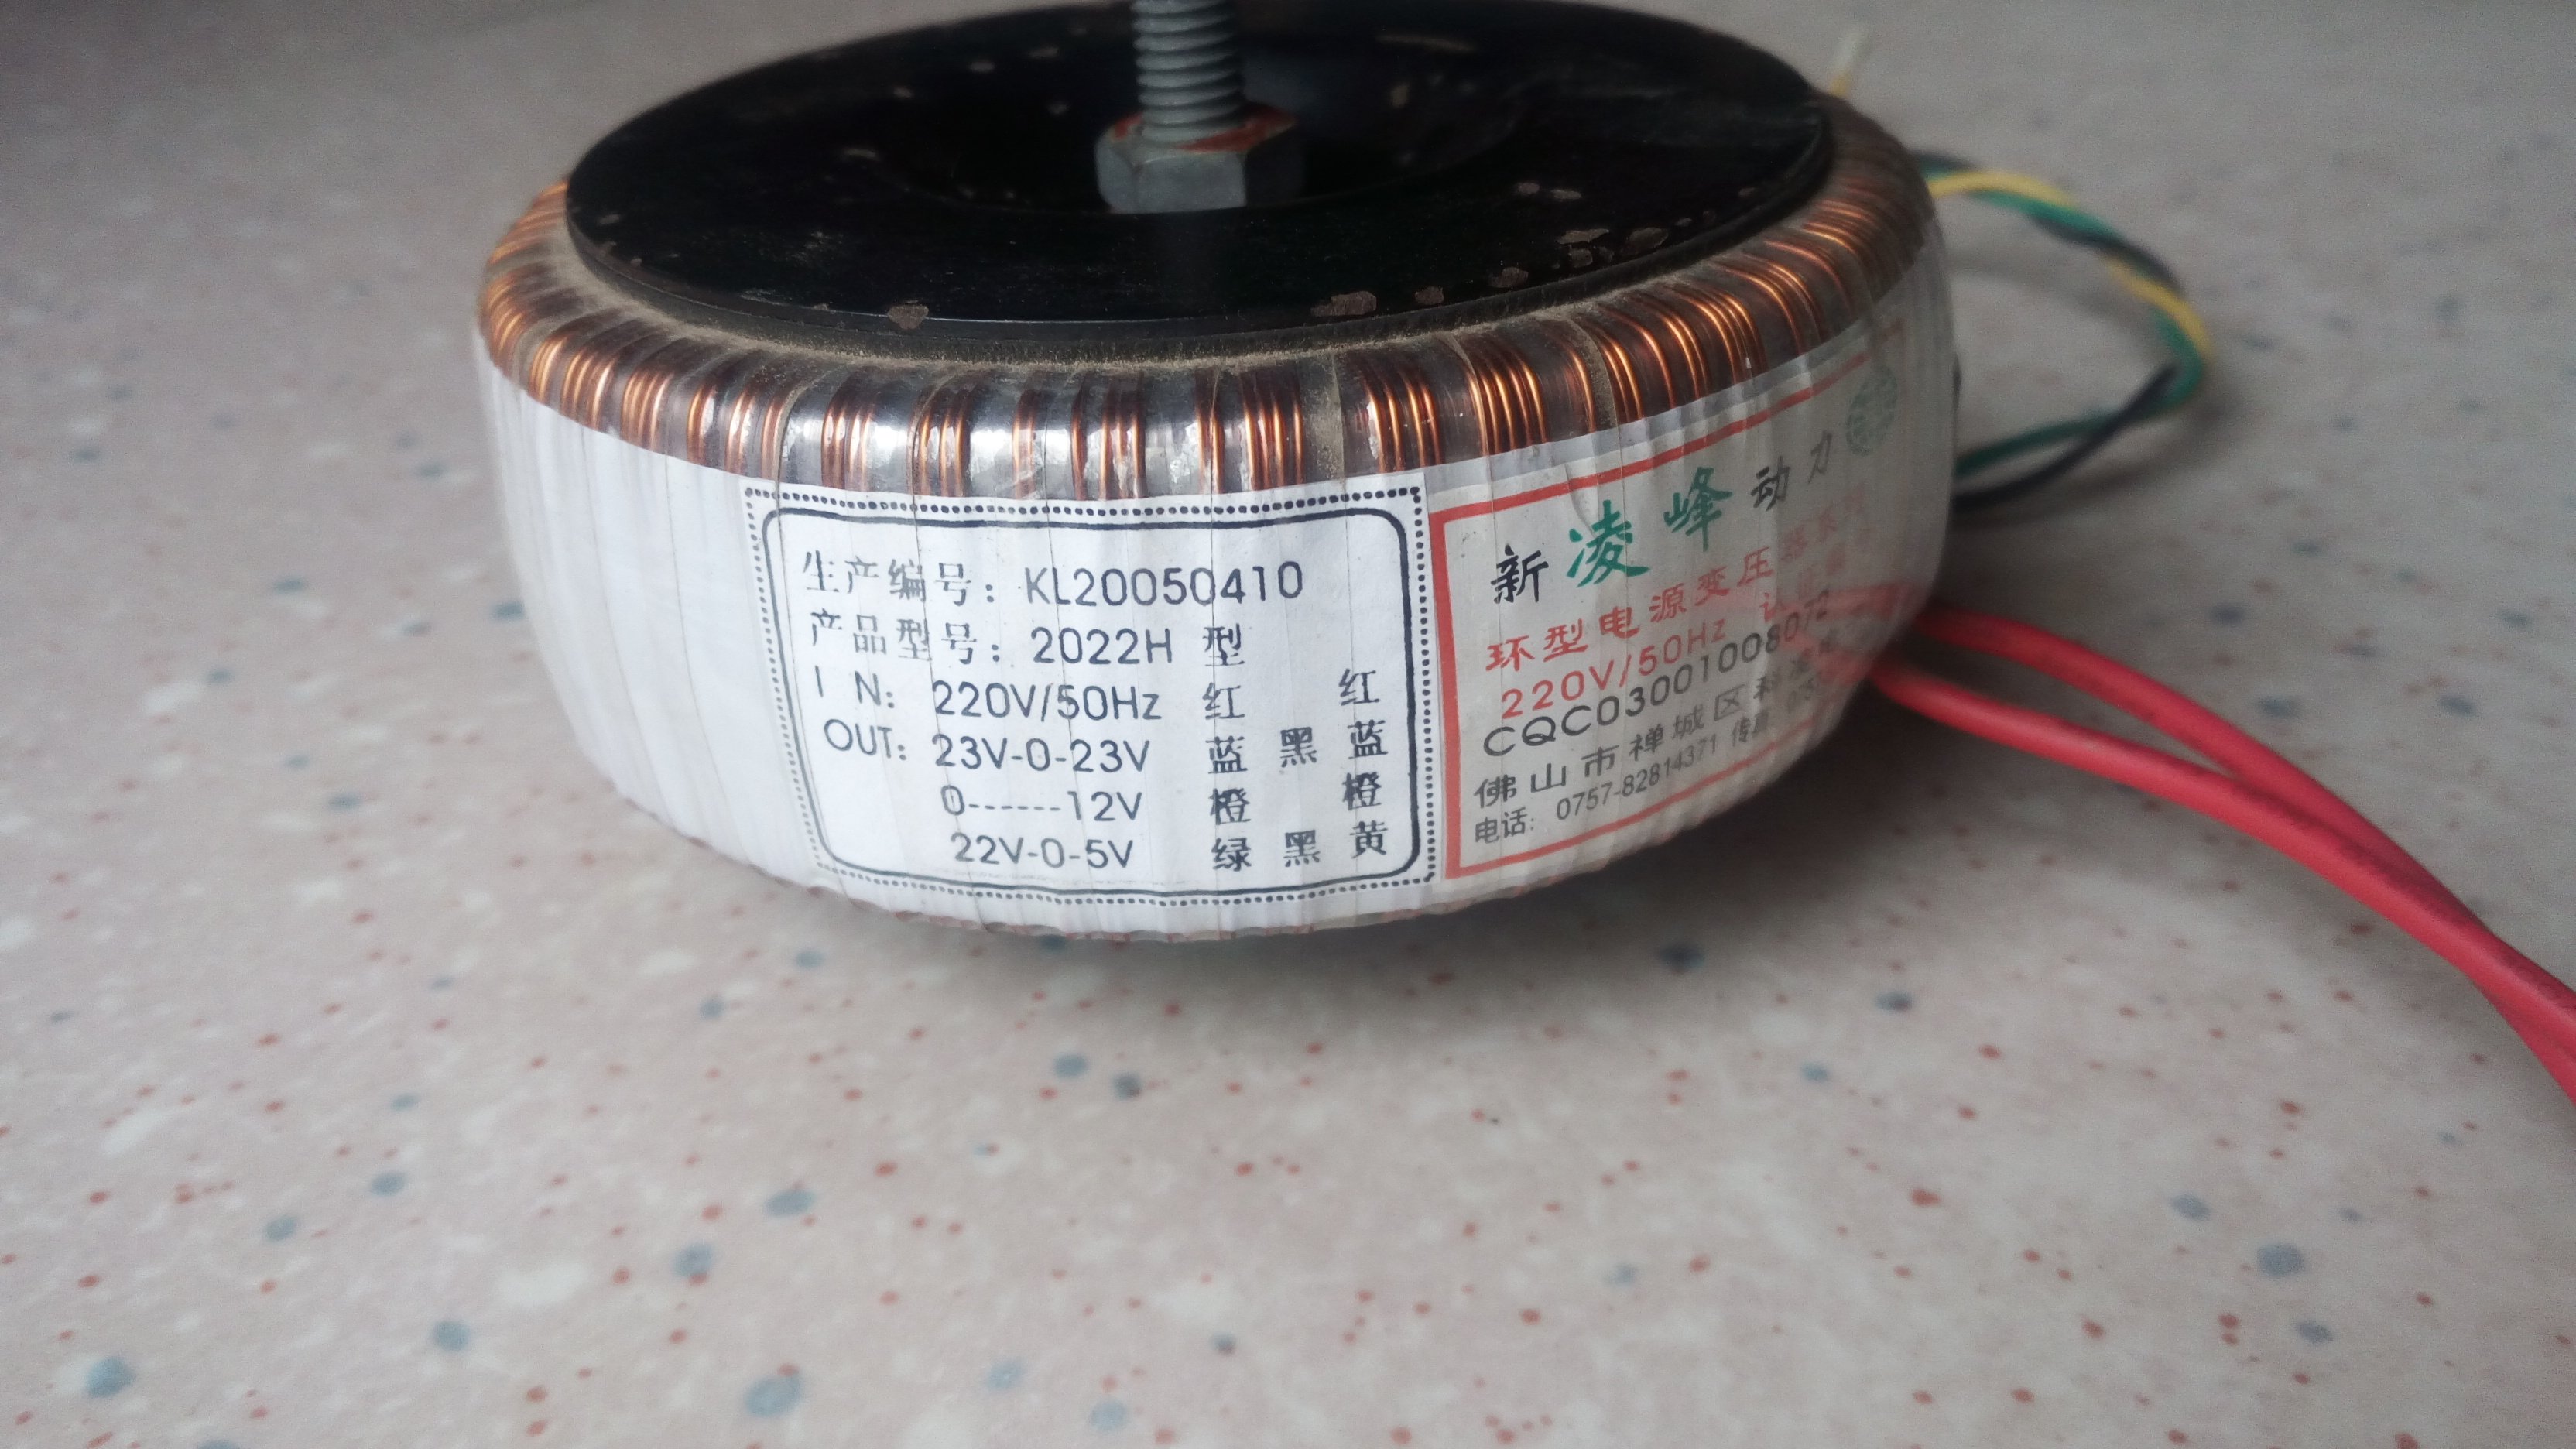 生产编号：KL20050410
产品型号：2022H 型
I N：220V/50Hz 红 红
OUT：23V-0-23V 蓝 黑 蓝
0------12V 橙 橙
22V-0-5V 绿 黑 黄
新凌峰动力
环型电源变压器
220V/50Hz
CQC03001008072
佛山市禅城区
电话：0757-82814371 传真